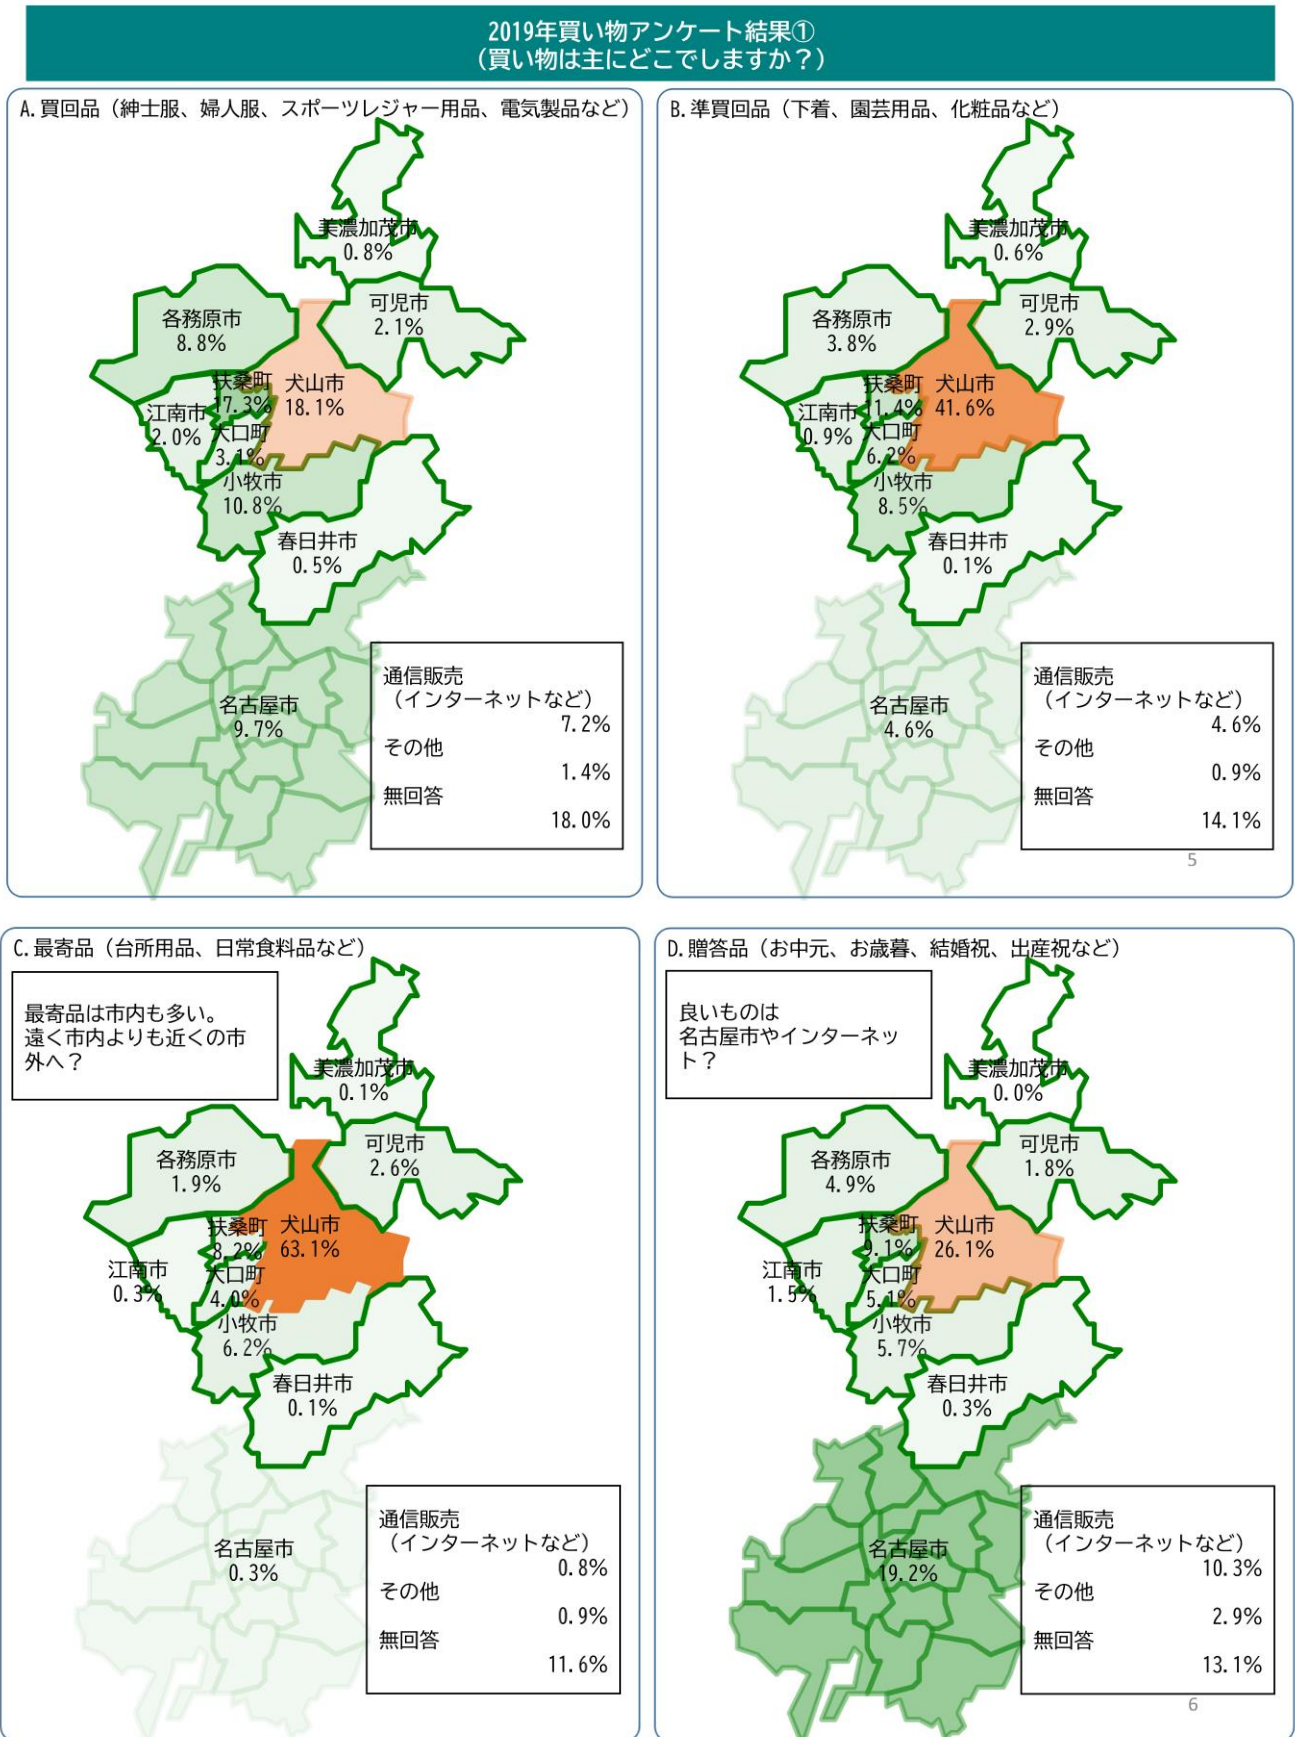 2019年買い物アンケート結果①
（買い物は主にどこでしますか？）
A.買回品（紳士服、婦人服、スポーツレジャー用品、電気製品など）
美濃加茂市
0.8%
可児市
2.1%
各務原市
8.8%
扶桑町
17.3%
犬山市
18.1%
江南市
2.0%
大口町
3.1%
小牧市
10.8%
春日井市
0.5%
名古屋市
9.7%
通信販売
（インターネットなど）
7.2%
その他
1.4%
無回答
18.0%
B.準買回品（下着、園芸用品、化粧品など）
美濃加茂市
0.6%
可児市
2.9%
各務原市
3.8%
扶桑町
11.4%
犬山市
41.6%
江南市
0.9%
大口町
6.2%
小牧市
8.5%
春日井市
0.1%
名古屋市
4.6%
通信販売
（インターネットなど）
4.6%
その他
0.9%
無回答
14.1%
5
C.最寄品（台所用品、日常食料品など）
最寄品は市内も多い。
遠く市内よりも近くの市
外へ？
美濃加茂市
0.1%
可児市
2.6%
各務原市
1.9%
扶桑町
8.2%
犬山市
63.1%
江南市
0.3%
大口町
4.0%
小牧市
6.2%
春日井市
0.1%
名古屋市
0.3%
通信販売
（インターネットなど）
0.8%
その他
0.9%
無回答
11.6%
D.贈答品（お中元、お歳暮、結婚祝、出産祝など）
良いものは
名古屋市やインターネッ
ト？
美濃加茂市
0.0%
可児市
1.8%
各務原市
4.9%
扶桑町
9.1%
犬山市
26.1%
江南市
1.5%
大口町
5.1%
小牧市
5.7%
春日井市
0.3%
名古屋市
19.2%
通信販売
（インターネットなど）
10.3%
その他
2.9%
無回答
13.1%
6